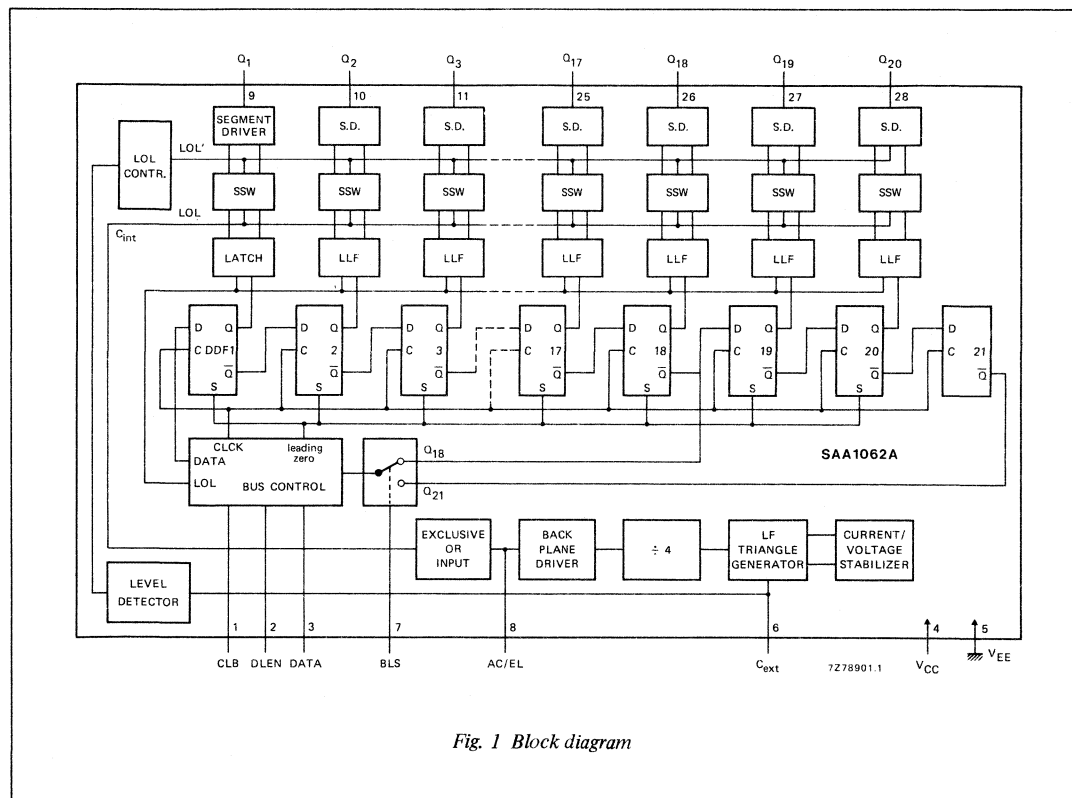 Q1 Q2 Q3 Q17 Q18 Q19 Q20
9 10 11 25 26 27 28
SEGMENT DRIVER S.D. S.D. S.D. S.D. S.D. S.D.
LOL CONTR. LOL'
SSW SSW SSW SSW SSW SSW SSW
LOL
Cint
LATCH LLF LLF LLF LLF LLF LLF
D Q D Q D Q D Q D Q D Q D Q D
C DDF1 C 2 C 3 C 17 C 18 C 19 C 20 C 21
Q̅ Q̅ Q̅ Q̅ Q̅ Q̅ Q̅ Q̅
S S S S S S S
CLCK leading zero
DATA
LOL BUS CONTROL
Q18
Q21
SAA1062A
EXCLUSIVE OR INPUT
BACK PLANE DRIVER
÷ 4
LF TRIANGLE GENERATOR
CURRENT/ VOLTAGE STABILIZER
LEVEL DETECTOR
1 2 3 7 8 6 4 5
CLB DLEN DATA BLS AC/EL Cext VCC VEE
7Z78901.1
Fig. 1 Block diagram